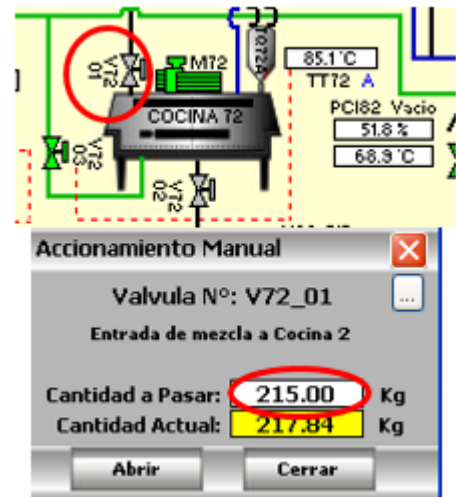 TQ72A
V72
01
M72
85.1°C
TT72 A
COCINA 72
PCI82 Vacio
51.8 %
68.9 °C
V72
03
V72
02
Accionamiento Manual
Valvula Nº: V72_01
...
Entrada de mezcla a Cocina 2
Cantidad a Pasar: 215.00 Kg
Cantidad Actual: 217.84 Kg
Abrir Cerrar